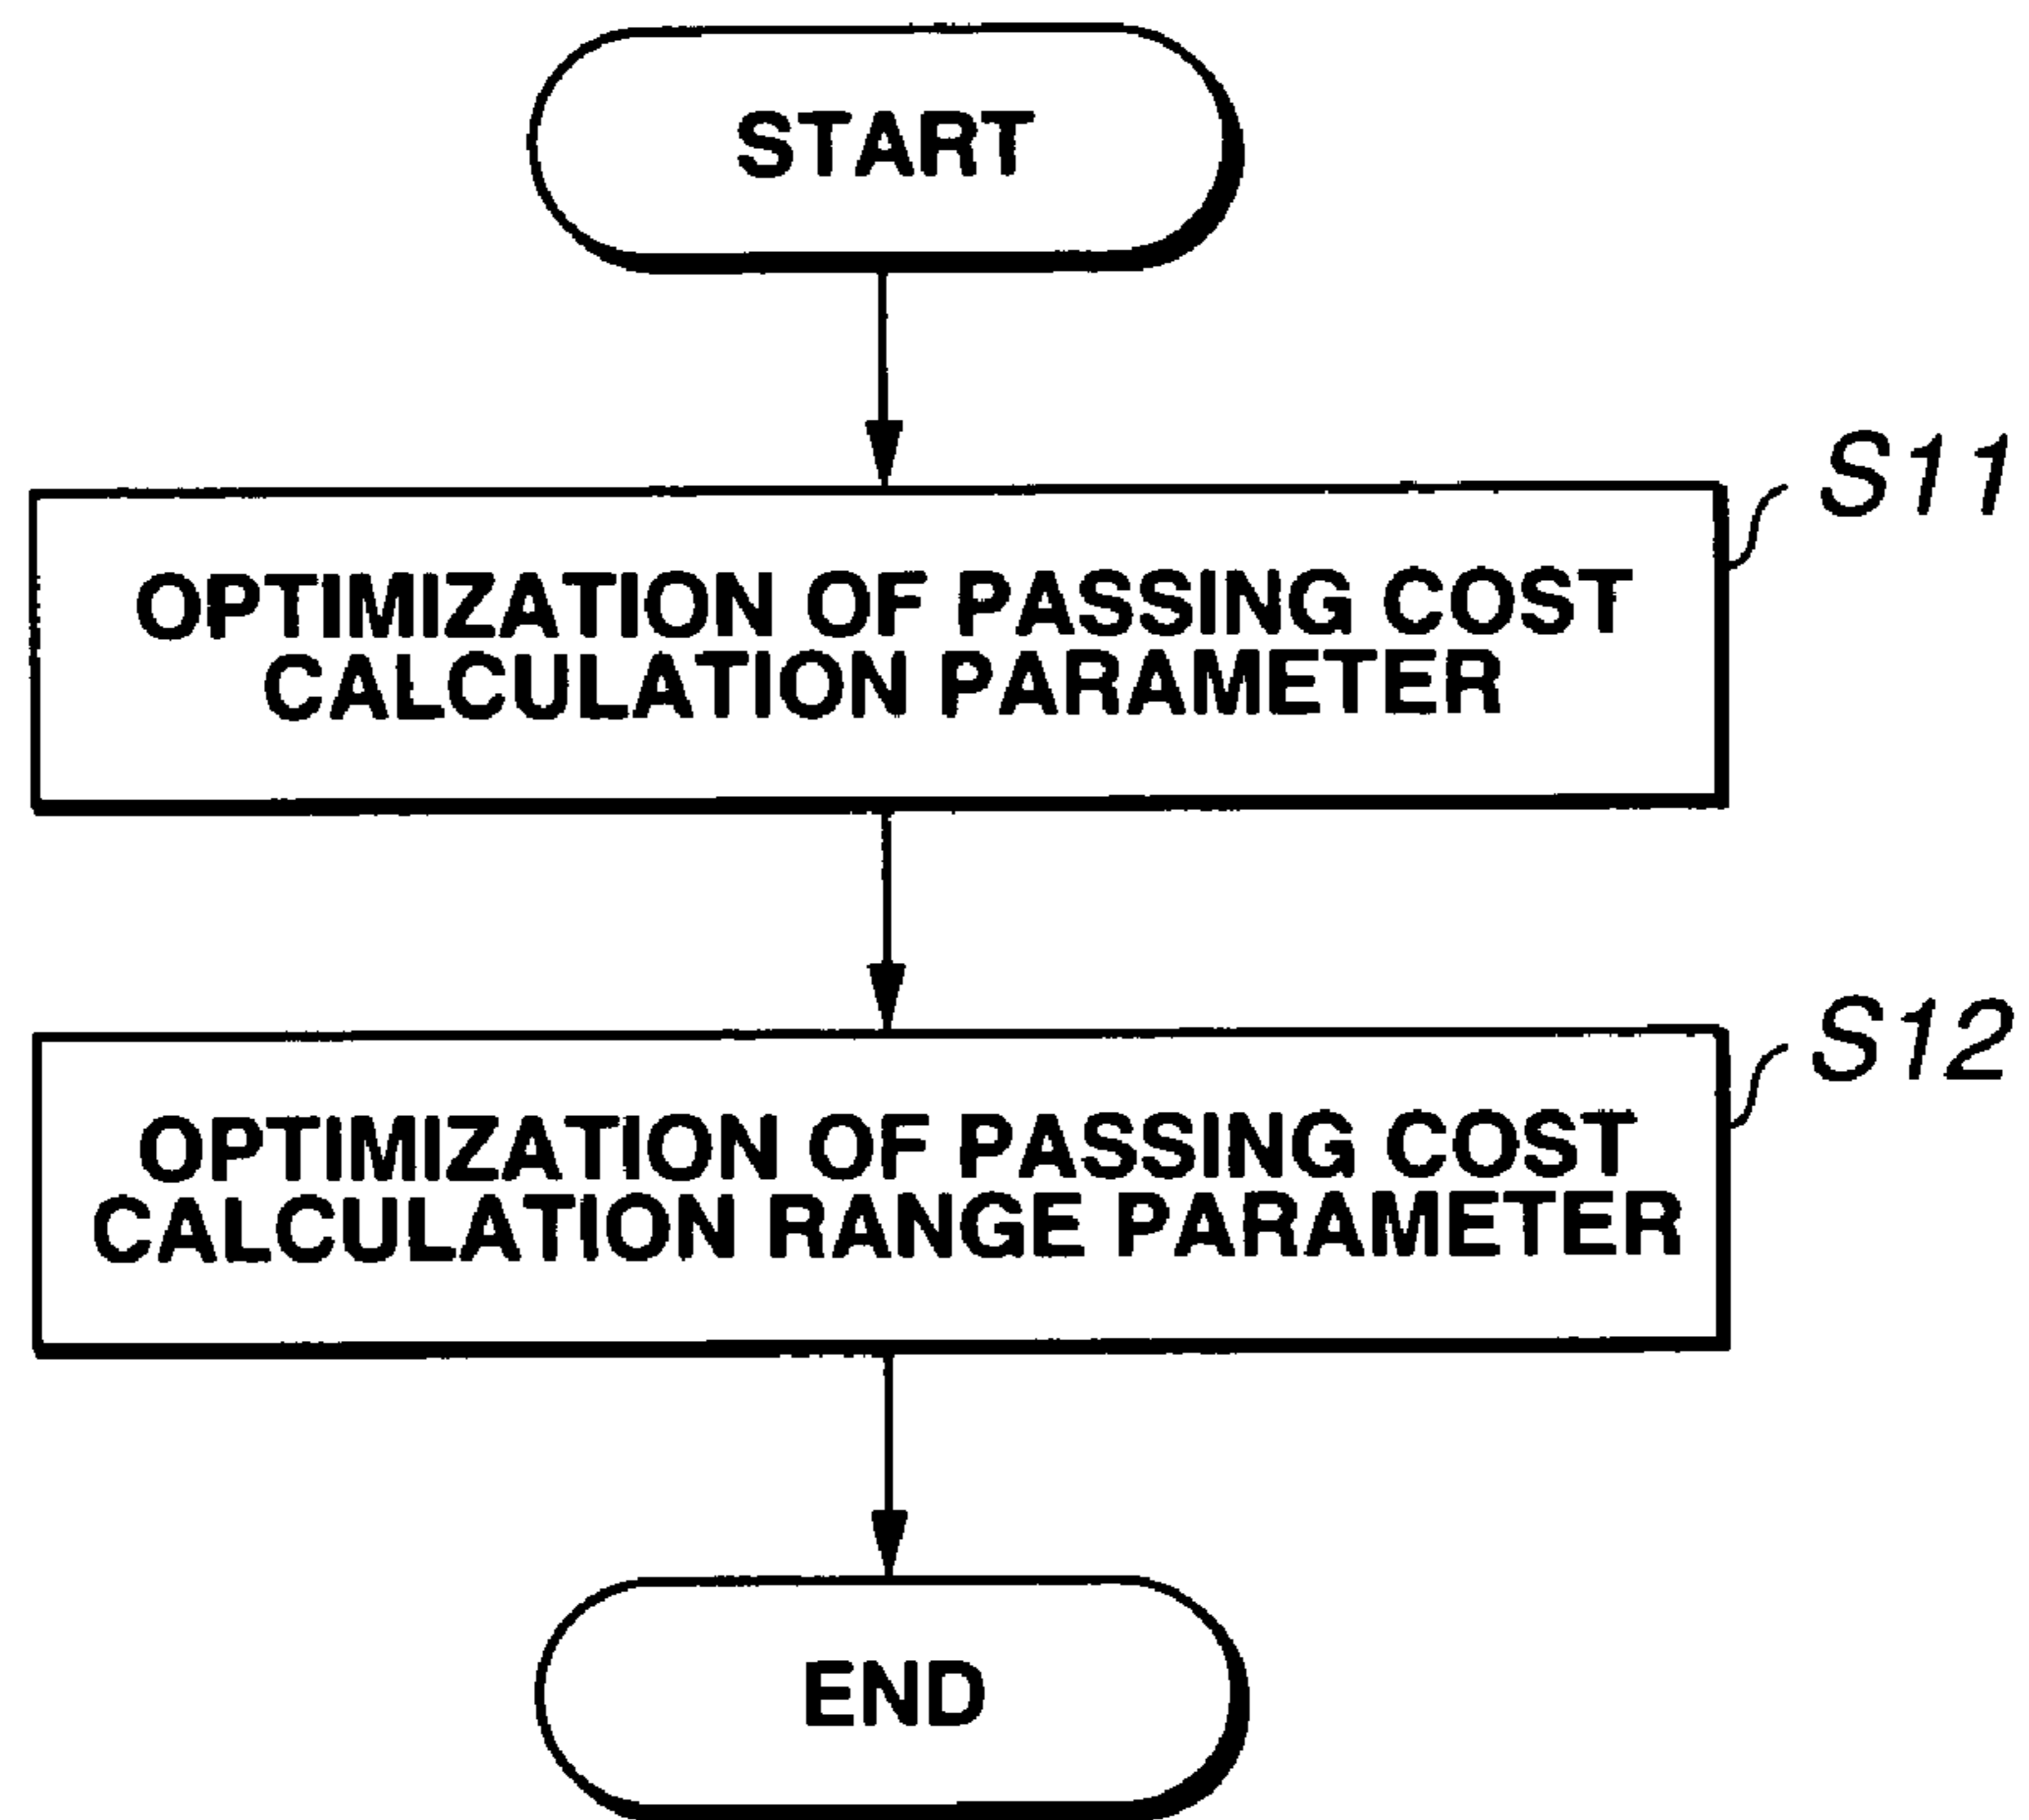 START
S11
OPTIMIZATION OF PASSING COST
CALCULATION PARAMETER
S12
OPTIMIZATION OF PASSING COST
CALCULATION RANGE PARAMETER
END